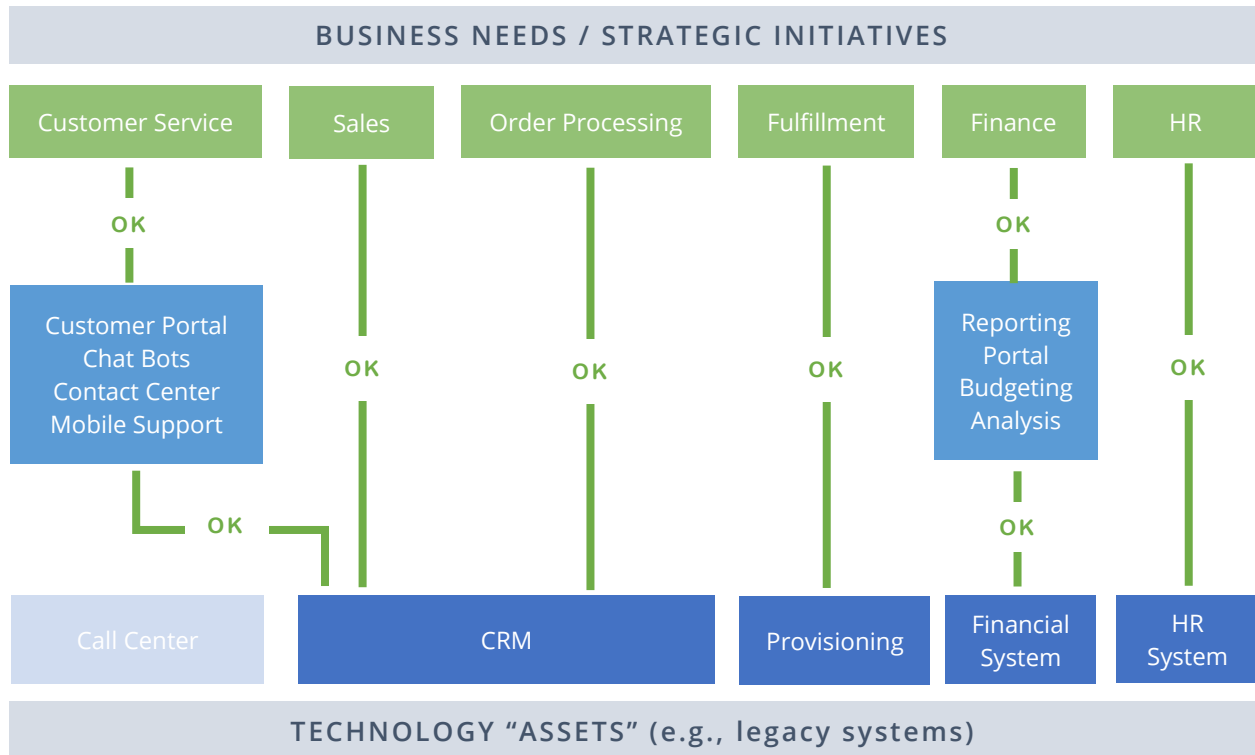 BUSINESS NEEDS / STRATEGIC INITIATIVES
Customer Service
Sales
Order Processing
Fulfillment
Finance
HR
OK
OK
Customer Portal
Chat Bots
Contact Center
Mobile Support
OK
OK
OK
Reporting
Portal
Budgeting
Analysis
OK
OK
OK
Call Center
CRM
Provisioning
Financial
System
HR
System
TECHNOLOGY “ASSETS” (e.g., legacy systems)